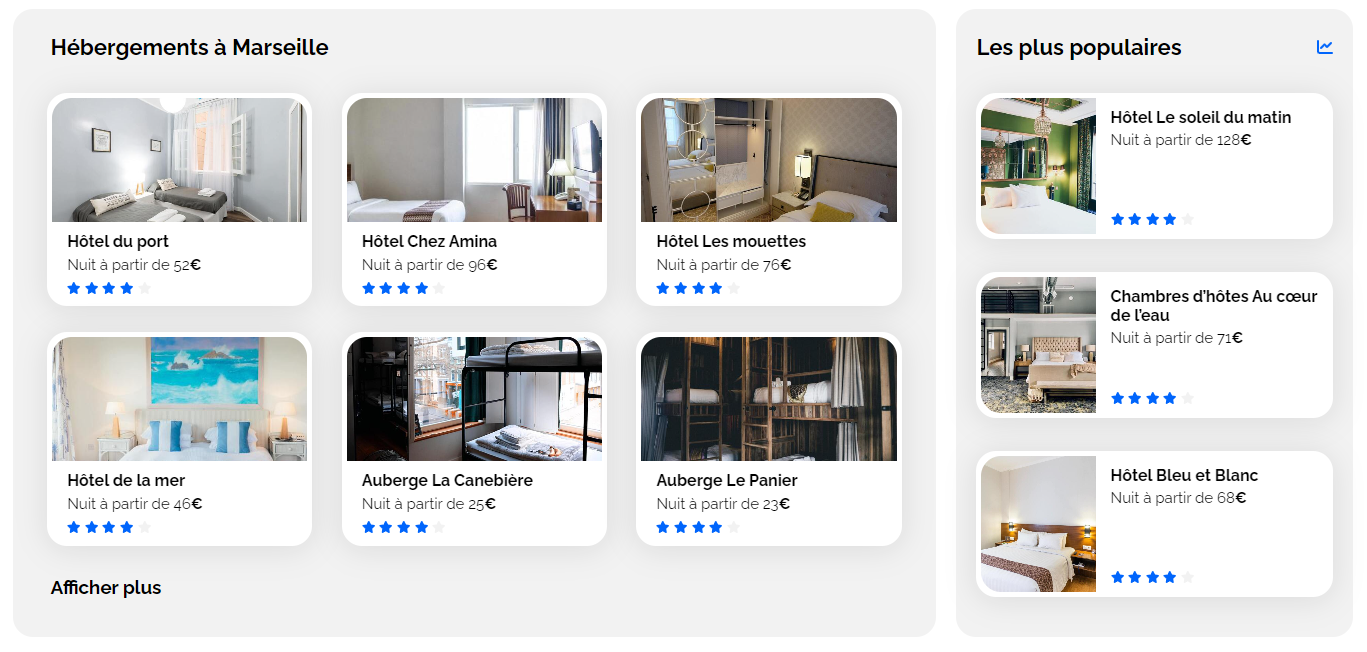 Hébergements à Marseille
Hôtel du port
Nuit à partir de 52€
Hôtel Chez Amina
Nuit à partir de 96€
Hôtel Les mouettes
Nuit à partir de 76€
Hôtel de la mer
Nuit à partir de 46€
Auberge La Canebière
Nuit à partir de 25€
Auberge Le Panier
Nuit à partir de 23€
Afficher plus
Les plus populaires
Hôtel Le soleil du matin
Nuit à partir de 128€
Chambres d’hôtes Au cœur
de l’eau
Nuit à partir de 71€
Hôtel Bleu et Blanc
Nuit à partir de 68€